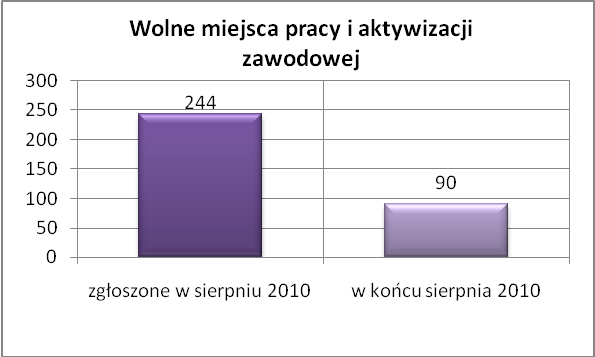 Wolne miejsca pracy i aktywizacji
zawodowej
300
250
200
150
100
50
0
244
90
zgłoszone w sierpniu 2010
w końcu sierpnia 2010